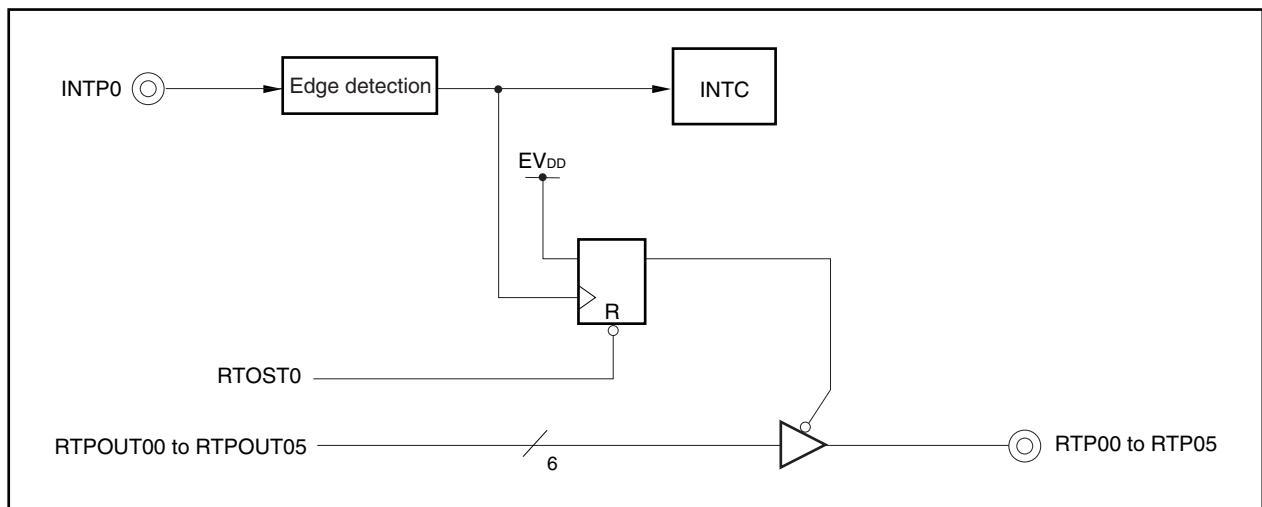 INTP0
Edge detection
INTC
EVDD
R
RTOST0
RTPOUT00 to RTPOUT05
6
RTP00 to RTP05